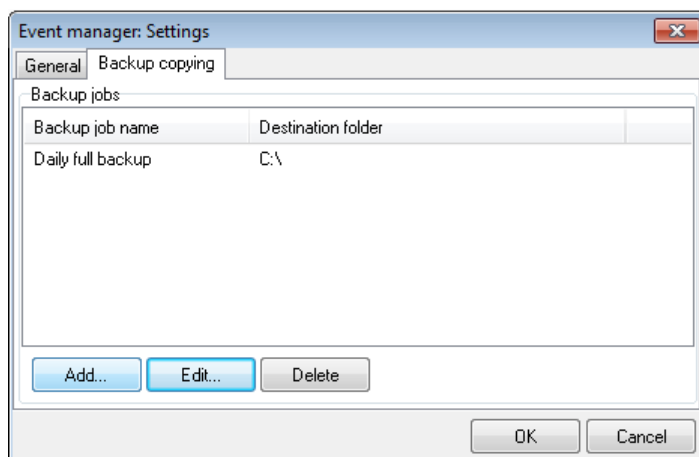 Event manager: Settings
General Backup copying
Backup jobs
Backup job name Destination folder
Daily full backup C:\
Add... Edit... Delete
OK Cancel